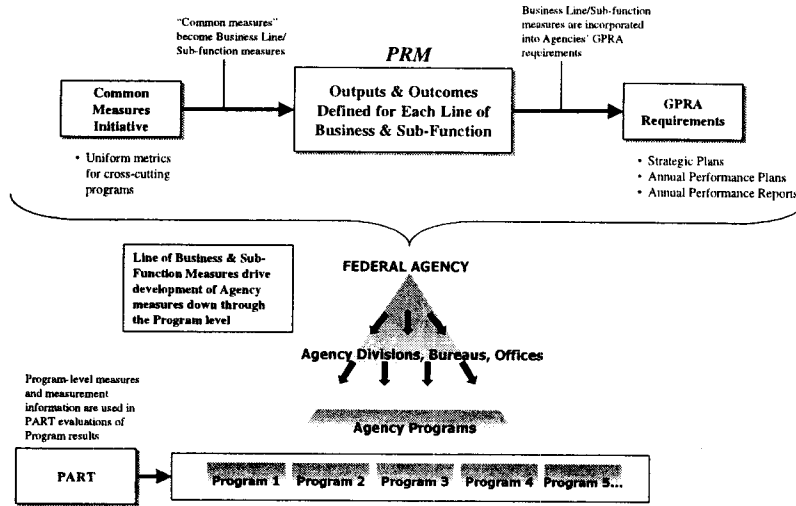 "Common measures"
become Business Line/
Sub-function measures
PRM
Business Line/Sub-function
measures are incorporated
into Agencies' GPRA
requirements
Common
Measures
Initiative
Outputs & Outcomes
Defined for Each Line of
Business & Sub-Function
GPRA
Requirements
• Uniform metrics
for cross-cutting
programs
• Strategic Plans
• Annual Performance Plans
• Annual Performance Reports
Line of Business & Sub-
Function Measures drive
development of Agency
measures down through
the Program level
FEDERAL AGENCY
Agency Divisions, Bureaus, Offices
Agency Programs
Program-level measures
and measurement
information are used in
PART evaluations of
Program results
PART
Program 1 Program 2 Program 3 Program 4 Program 5...